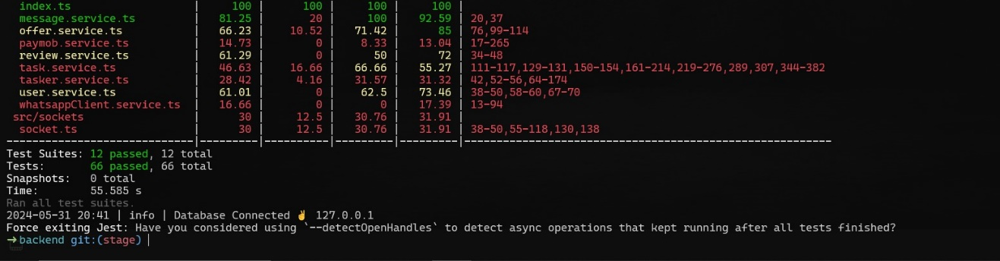 index.ts | 100 | 100 | 100 | 100 |
message.service.ts | 81.25 | 20 | 100 | 92.59 | 20,37
offer.service.ts | 66.23 | 10.52 | 71.42 | 85 | 76,99-114
paymob.service.ts | 14.73 | 0 | 8.33 | 13.04 | 17-265
review.service.ts | 61.29 | 0 | 50 | 72 | 34-48
task.service.ts | 46.63 | 16.66 | 66.66 | 55.27 | 111-117,129-131,150-154,161-214,219-276,289,307,344-382
tasker.service.ts | 28.42 | 4.16 | 31.57 | 31.32 | 42,52-56,64-174
user.service.ts | 61.01 | 0 | 62.5 | 73.46 | 38-50,58-60,67-70
whatsappClient.service.ts | 16.66 | 0 | 0 | 17.39 | 13-94
src/sockets | 30 | 12.5 | 30.76 | 31.91 |
socket.ts | 30 | 12.5 | 30.76 | 31.91 | 38-50,55-118,130,138
Test Suites: 12 passed, 12 total
Tests: 66 passed, 66 total
Snapshots: 0 total
Time: 55.585 s
Ran all test suites.
2024-05-31 20:41 | info | Database Connected ✌ 127.0.0.1
Force exiting Jest: Have you considered using `--detectOpenHandles` to detect async operations that kept running after all tests finished?
→ backend git:(stage)